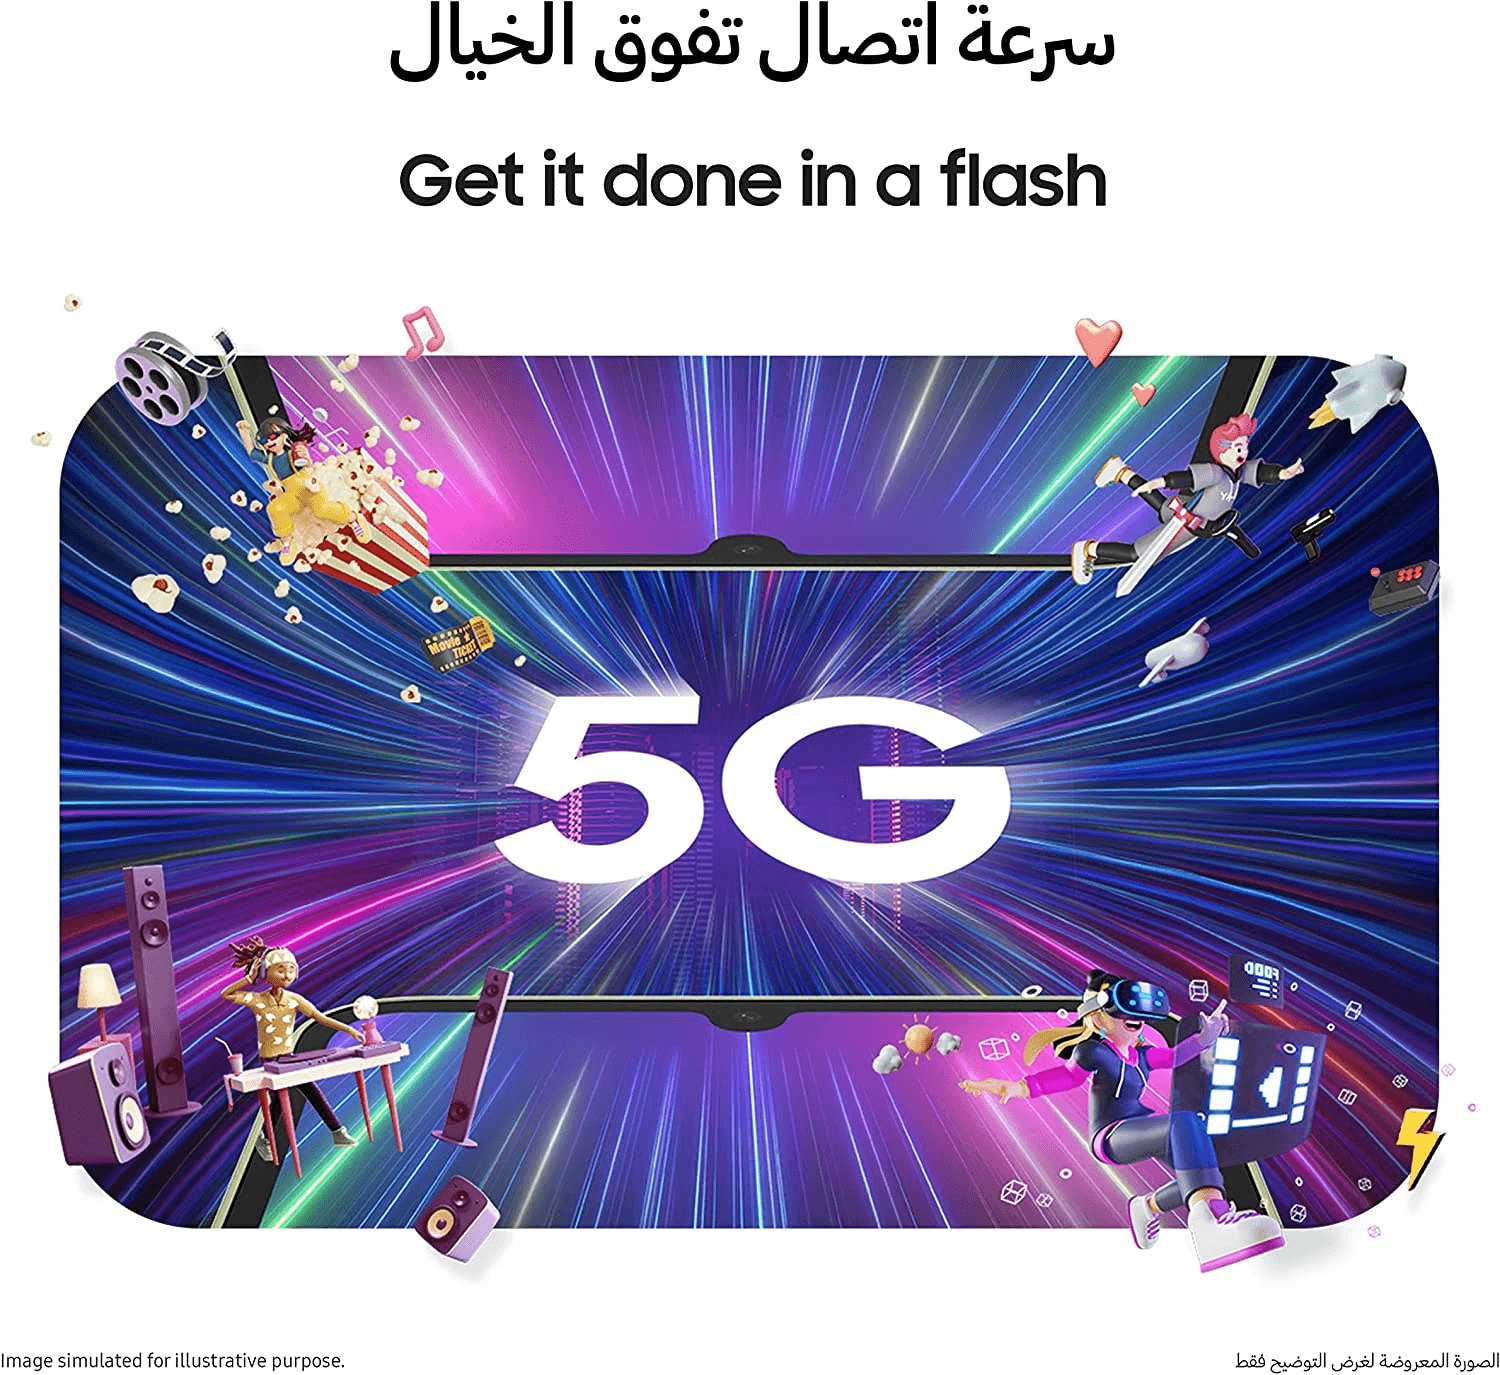 سرعة اتصال تفوق الخيال
Get it done in a flash
Movie
TICKET
5G
FOOD
Image simulated for illustrative purpose.
الصورة المعروضة لغرض التوضيح فقط